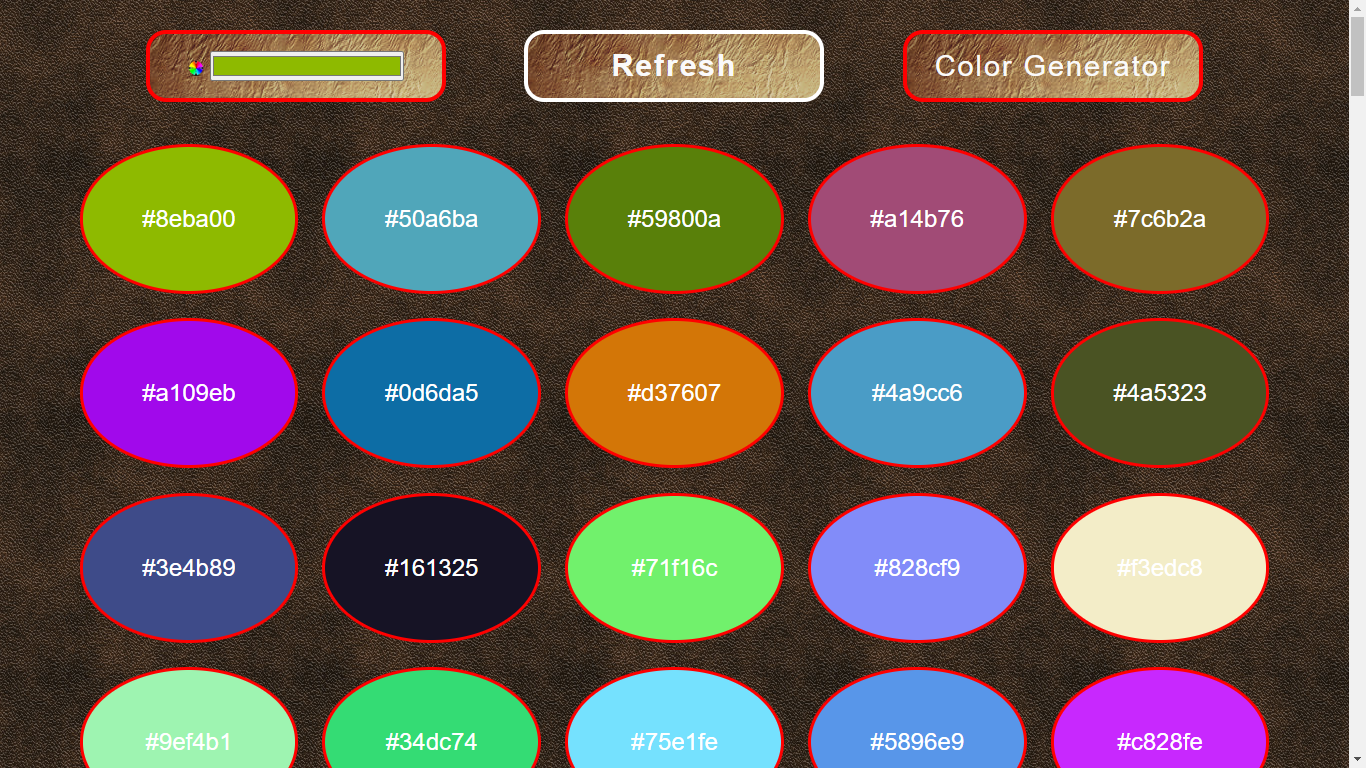 Refresh
Color Generator
#8eba00
#50a6ba
#59800a
#a14b76
#7c6b2a
#a109eb
#0d6da5
#d37607
#4a9cc6
#4a5323
#3e4b89
#161325
#71f16c
#828cf9
#f3edc8
#9ef4b1
#34dc74
#75e1fe
#5896e9
#c828fe